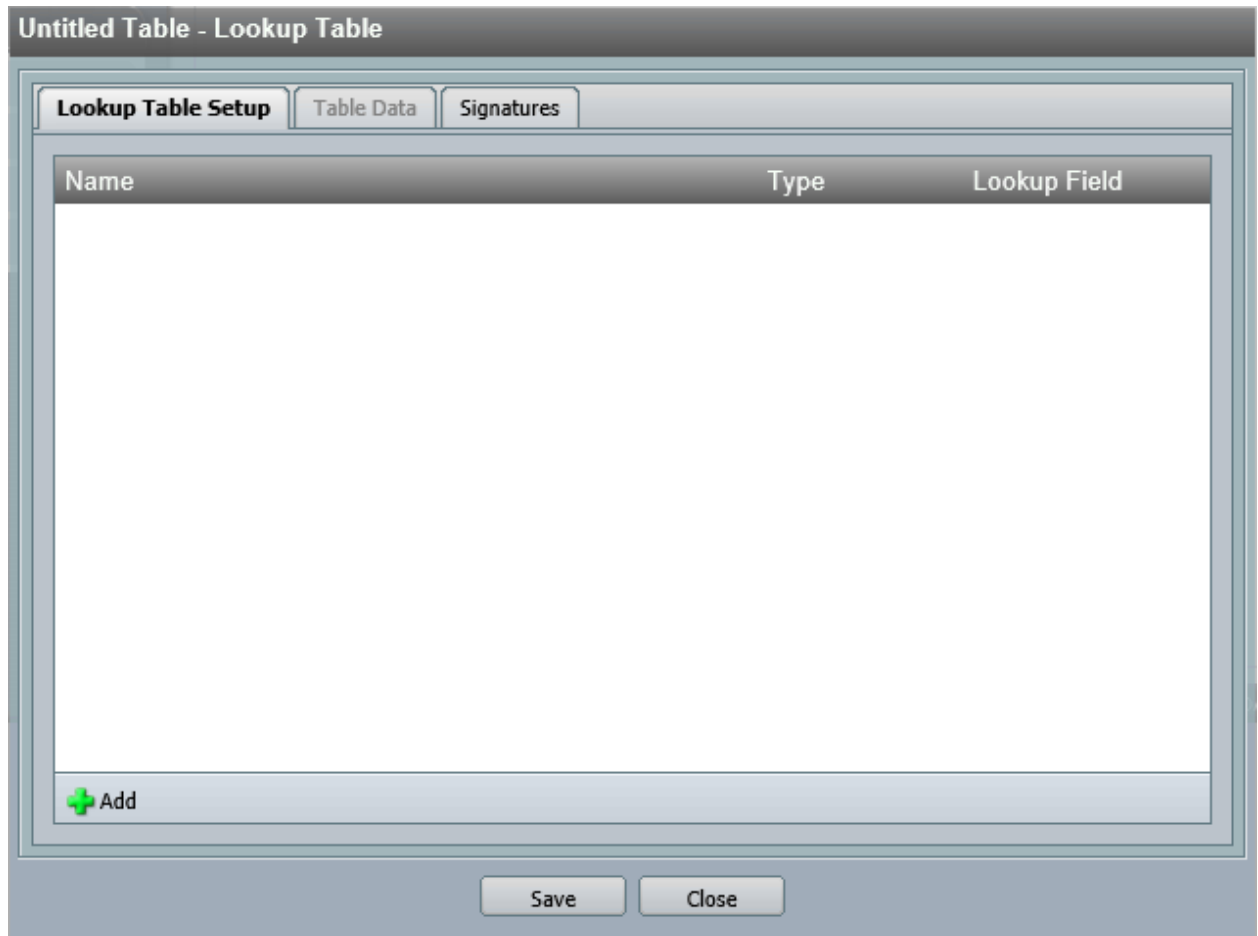 Untitled Table - Lookup Table
Lookup Table Setup Table Data Signatures
Name Type Lookup Field
Add
Save Close